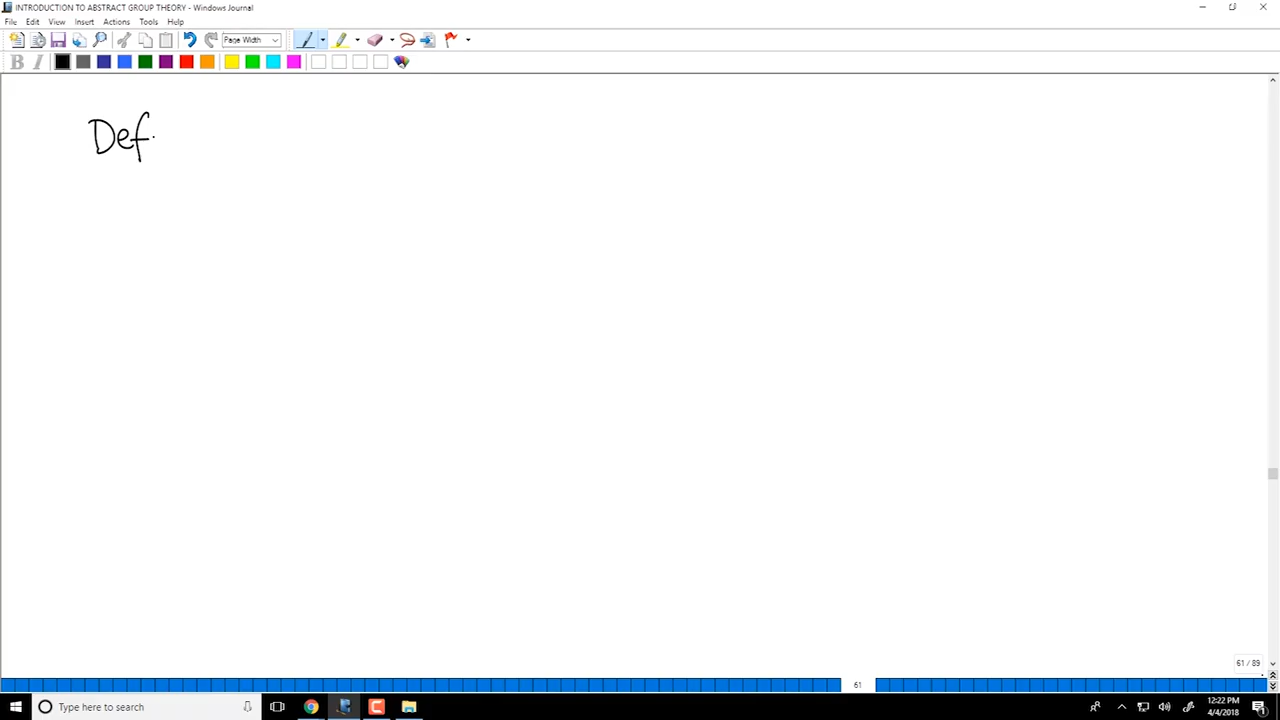 INTRODUCTION TO ABSTRACT GROUP THEORY - Windows Journal
File Edit View Insert Actions Tools Help
Page Width
B I
Def.
61 / 89
61
Type here to search
12:22 PM
4/4/2018